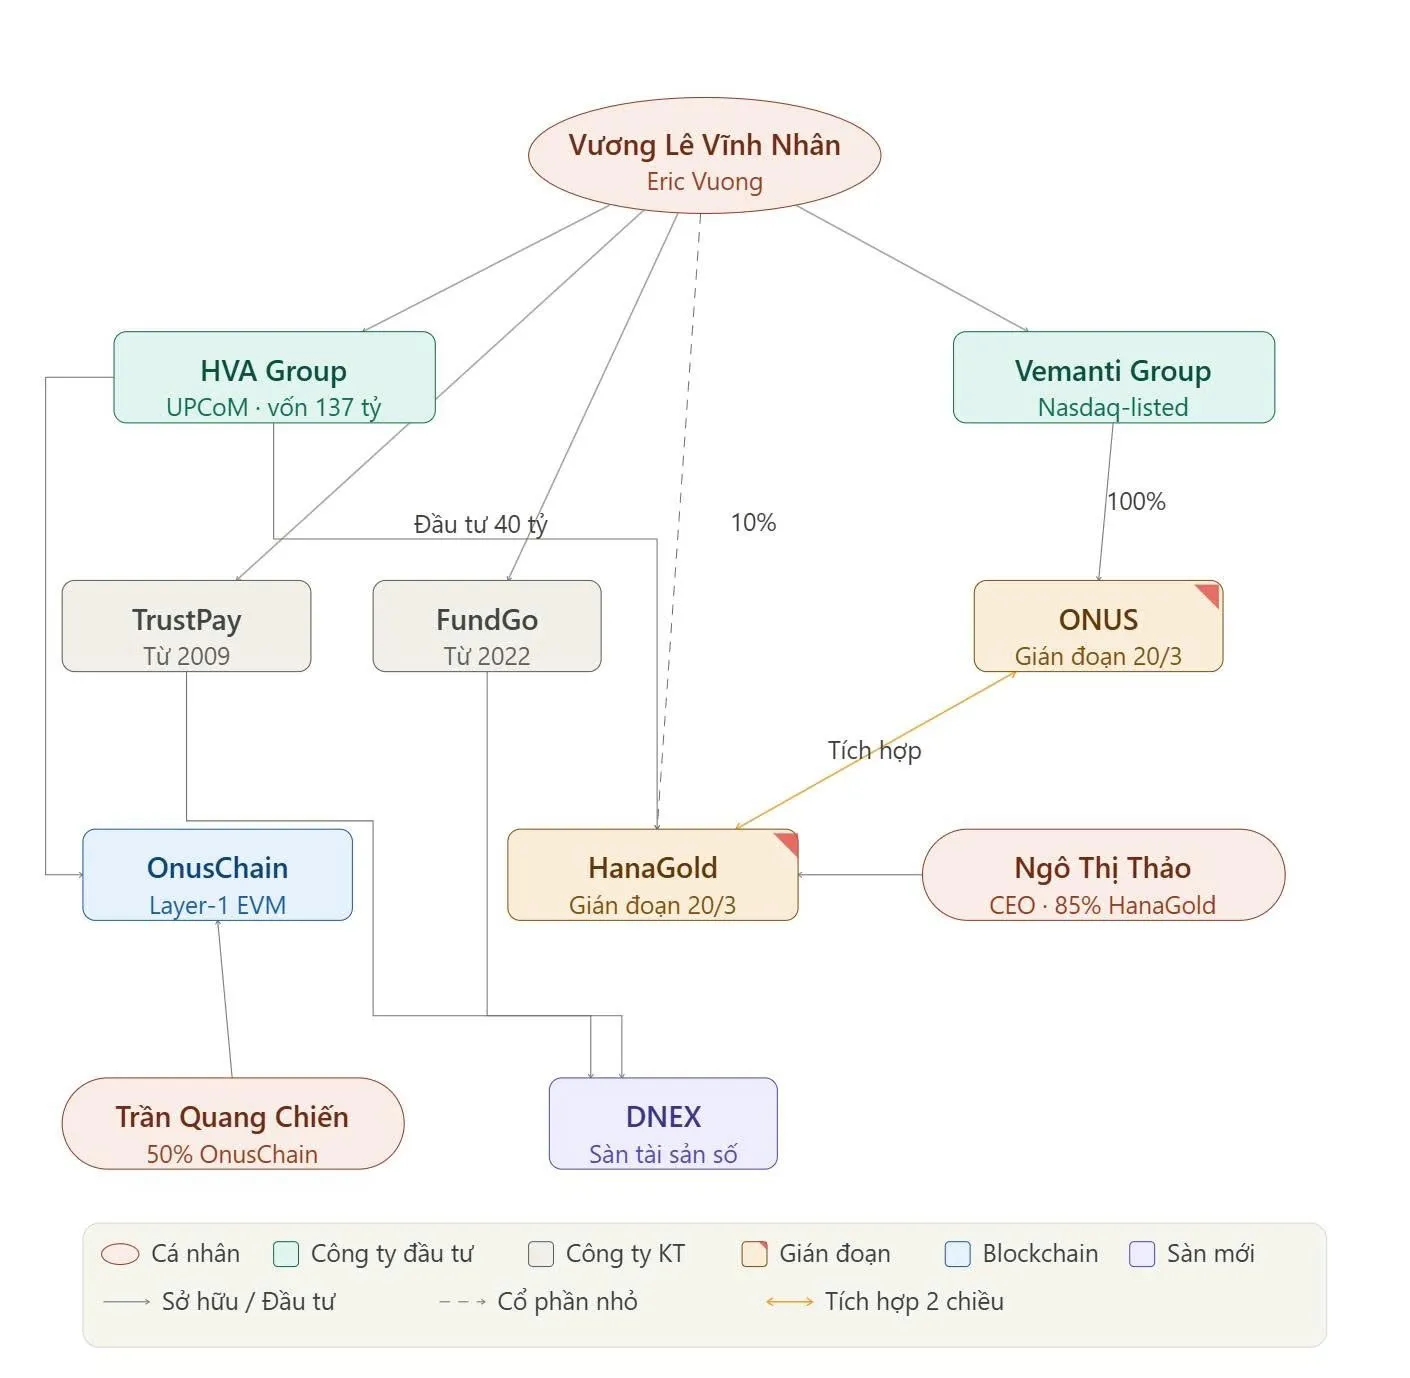 Vương Lê Vĩnh Nhân
Eric Vuong
HVA Group
UPCoM · vốn 137 tỷ
Vemanti Group
Nasdaq-listed
Đầu tư 40 tỷ
10%
100%
TrustPay
Từ 2009
FundGo
Từ 2022
ONUS
Gián đoạn 20/3
Tích hợp
OnusChain
Layer-1 EVM
HanaGold
Gián đoạn 20/3
Ngô Thị Thảo
CEO · 85% HanaGold
Trần Quang Chiến
50% OnusChain
DNEX
Sàn tài sản số
Cá nhân
Công ty đầu tư
Công ty KT
Gián đoạn
Blockchain
Sàn mới
Sở hữu / Đầu tư
Cổ phần nhỏ
Tích hợp 2 chiều